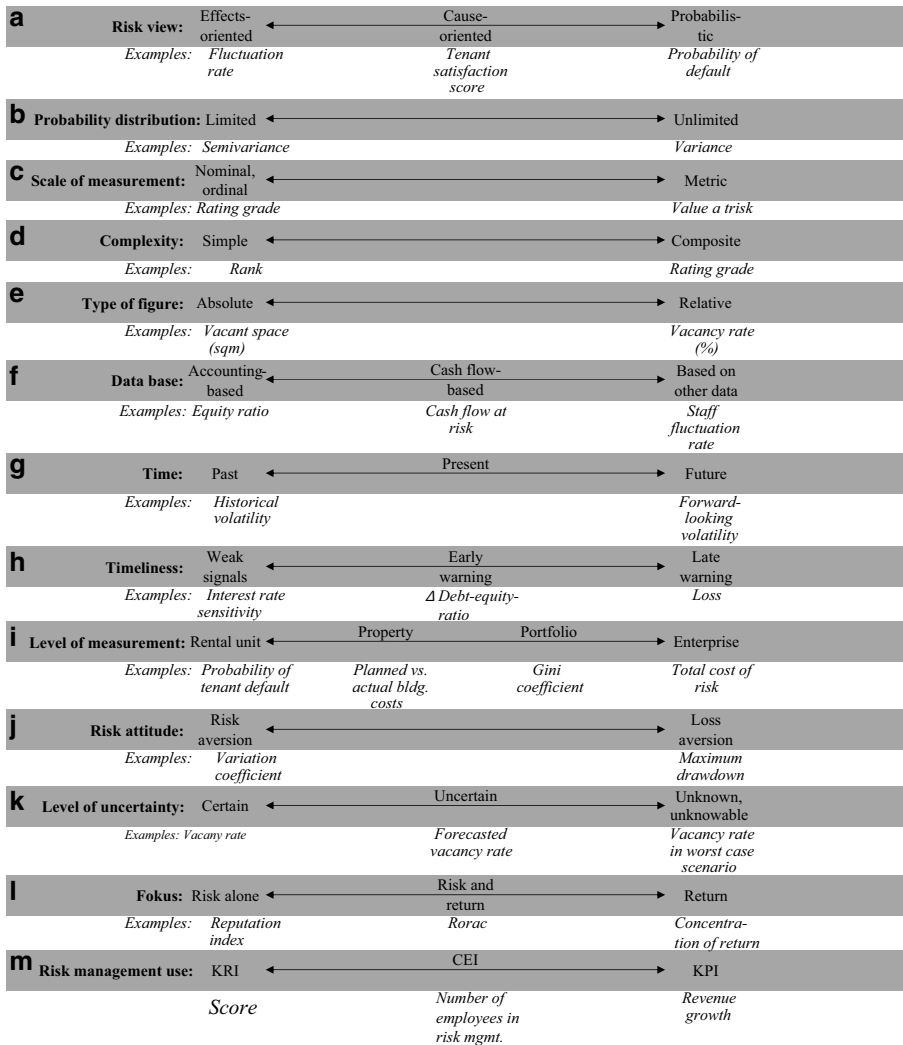 a Risk view: Effects- Cause- Probabilis-
oriented oriented tic
Examples: Fluctuation Tenant Probability of
rate satisfaction default
score
b Probability distribution: Limited Unlimited
Examples: Semivariance Variance
c Scale of measurement: Nominal, Metric
ordinal
Examples: Rating grade Value a trisk
d Complexity: Simple Composite
Examples: Rank Rating grade
e Type of figure: Absolute Relative
Examples: Vacant space Vacancy rate
(sqm) (%)
f Data base: Accounting- Cash flow- Based on
based based other data
Examples: Equity ratio Cash flow at Staff
risk fluctuation
rate
g Time: Past Present Future
Examples: Historical Forward-
volatility looking
volatility
h Timeliness: Weak Early Late
signals warning warning
Examples: Interest rate Δ Debt-equity- Loss
sensitivity ratio
i Level of measurement: Rental unit Property Portfolio Enterprise
Examples: Probability of Planned vs. Gini Total cost of
tenant default actual bldg. coefficient risk
costs
j Risk attitude: Risk Loss
aversion aversion
Examples: Variation Maximum
coefficient drawdown
k Level of uncertainty: Certain Uncertain Unknown,
unknowable
Examples: Vacany rate Forecasted Vacancy rate
vacancy rate in worst case
scenario
l Fokus: Risk alone Risk and Return
return
Examples: Reputation Rorac Concentra-
index tion of return
m Risk management use: KRI CEI KPI
Score Number of Revenue
employees in growth
risk mgmt.